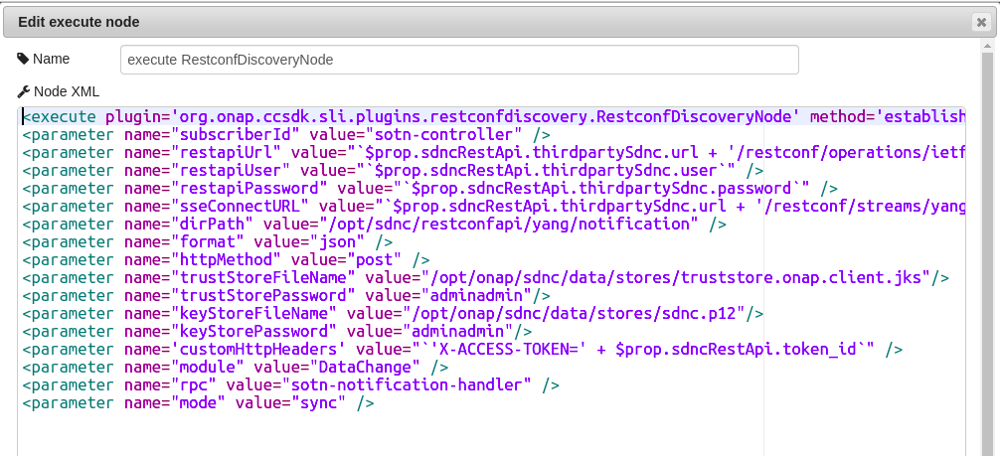 Edit execute node
Name
execute RestconfDiscoveryNode
Node XML
<execute plugin='org.onap.ccsdk.sli.plugins.restconfdiscovery.RestconfDiscoveryNode' method='establish
<parameter name="subscriberId" value="sotn-controller" />
<parameter name="restapiUrl" value="`$prop.sdncRestApi.thirdpartySdnc.url + '/restconf/operations/ietf
<parameter name="restapiUser" value="`$prop.sdncRestApi.thirdpartySdnc.user`" />
<parameter name="restapiPassword" value="`$prop.sdncRestApi.thirdpartySdnc.password`" />
<parameter name="sseConnectURL" value="`$prop.sdncRestApi.thirdpartySdnc.url + '/restconf/streams/yang
<parameter name="dirPath" value="/opt/sdnc/restconfapi/yang/notification" />
<parameter name="format" value="json" />
<parameter name="httpMethod" value="post" />
<parameter name="trustStoreFileName" value="/opt/onap/sdnc/data/stores/truststore.onap.client.jks"/>
<parameter name="trustStorePassword" value="adminadmin"/>
<parameter name="keyStoreFileName" value="/opt/onap/sdnc/data/stores/sdnc.p12"/>
<parameter name="keyStorePassword" value="adminadmin"/>
<parameter name='customHttpHeaders' value="`'X-ACCESS-TOKEN=' + $prop.sdncRestApi.token_id`" />
<parameter name="module" value="DataChange" />
<parameter name="rpc" value="sotn-notification-handler" />
<parameter name="mode" value="sync" />